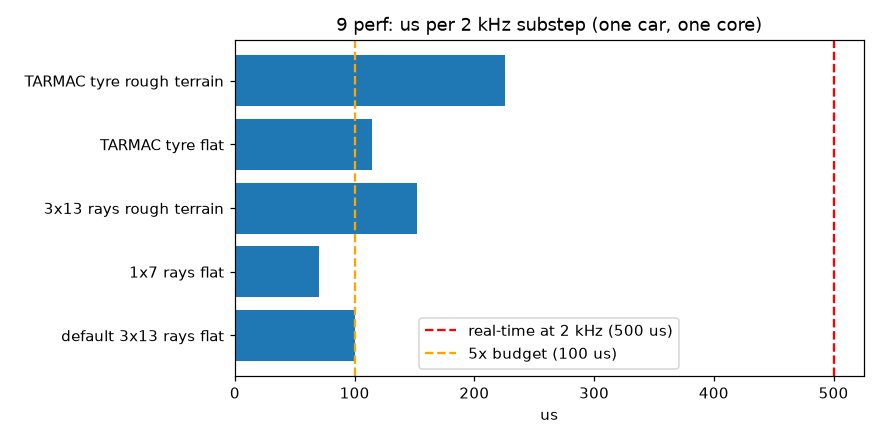 9 perf: us per 2 kHz substep (one car, one core)
TARMAC tyre rough terrain
TARMAC tyre flat
3x13 rays rough terrain
1x7 rays flat
default 3x13 rays flat
real-time at 2 kHz (500 us)
5x budget (100 us)
0 100 200 300 400 500
us